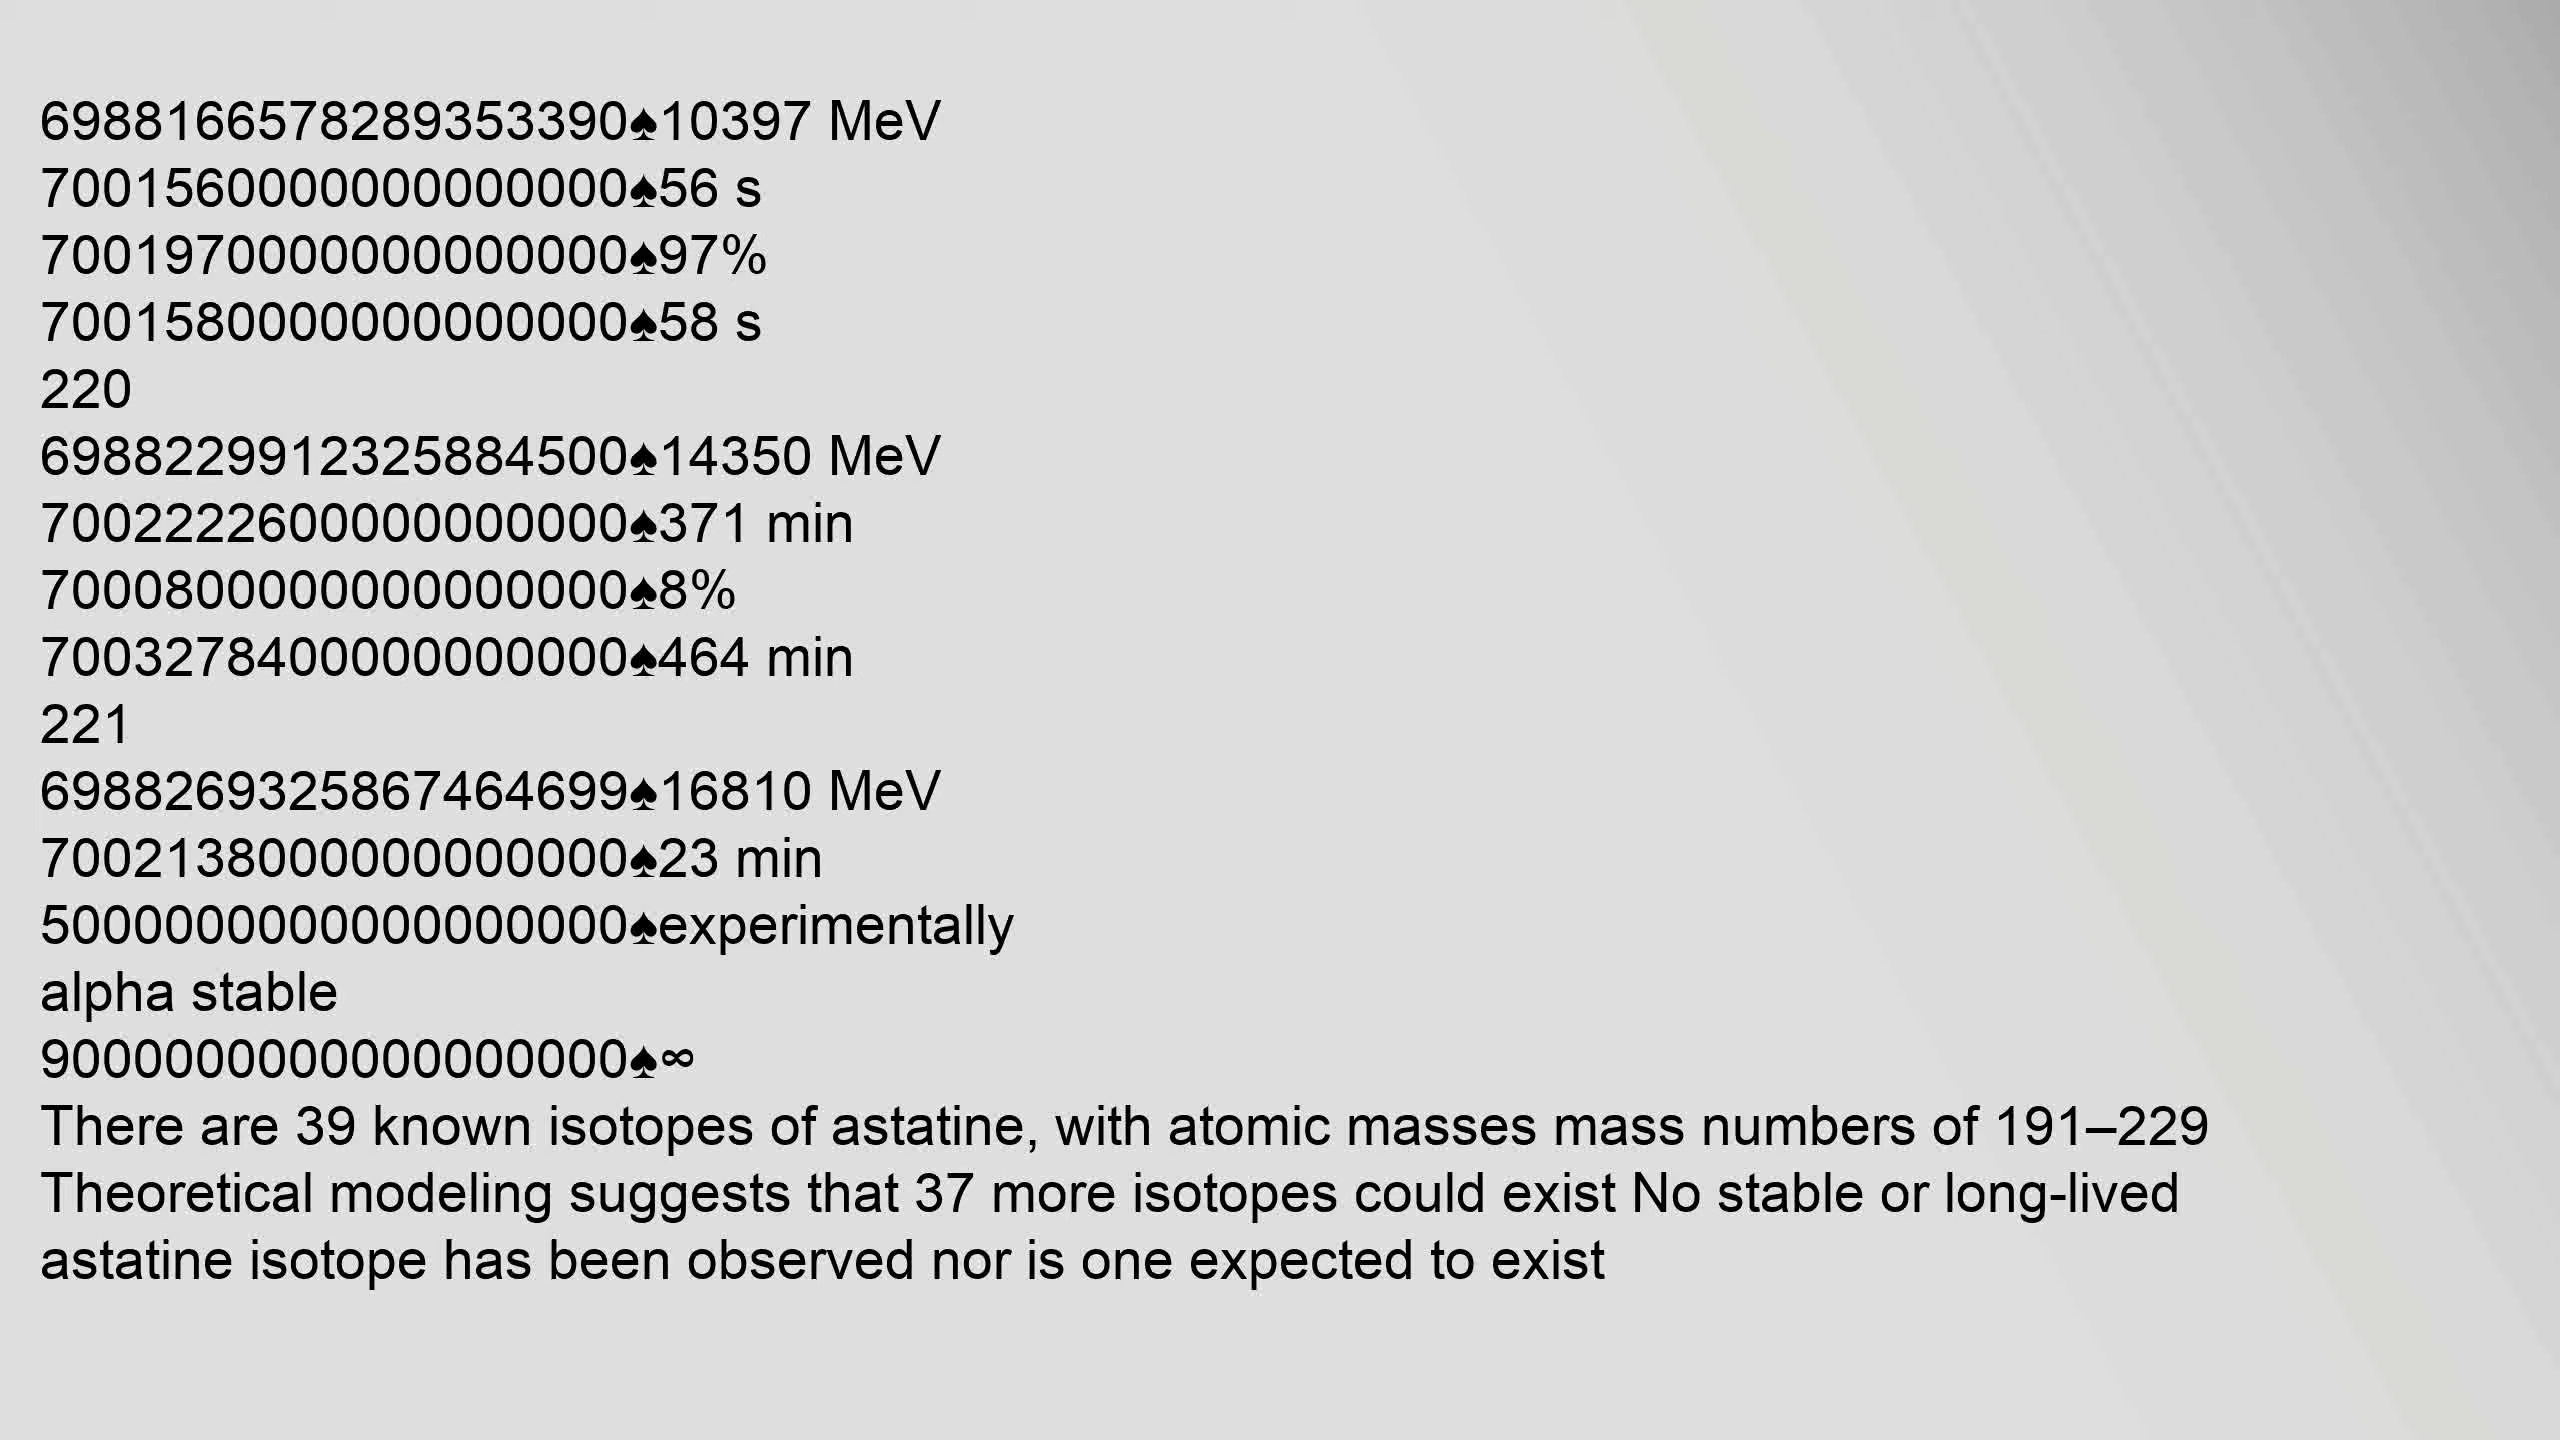 6988166578289353390♠10397 MeV
7001560000000000000♠56 s
7001970000000000000♠97%
7001580000000000000♠58 s
220
6988229912325884500♠14350 MeV
7002222600000000000♠371 min
7000800000000000000♠8%
7003278400000000000♠464 min
221
6988269325867464699♠16810 MeV
7002138000000000000♠23 min
5000000000000000000♠experimentally
alpha stable
9000000000000000000♠∞
There are 39 known isotopes of astatine, with atomic masses mass numbers of 191–229
Theoretical modeling suggests that 37 more isotopes could exist No stable or long-lived
astatine isotope has been observed nor is one expected to exist